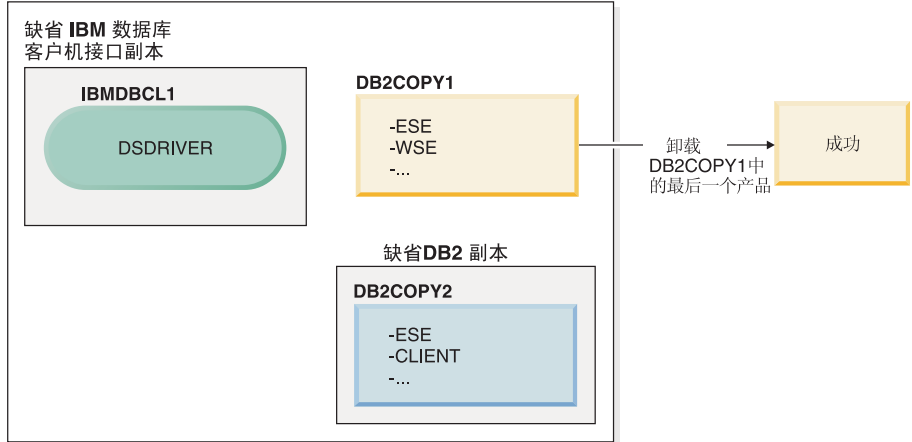 缺省 IBM 数据库
客户机接口副本
IBMDBCL1
DSDRIVER
DB2COPY1
-ESE
-WSE
-...
卸载
DB2COPY1中
的最后一个产品
成功
缺省DB2 副本
DB2COPY2
-ESE
-CLIENT
-...